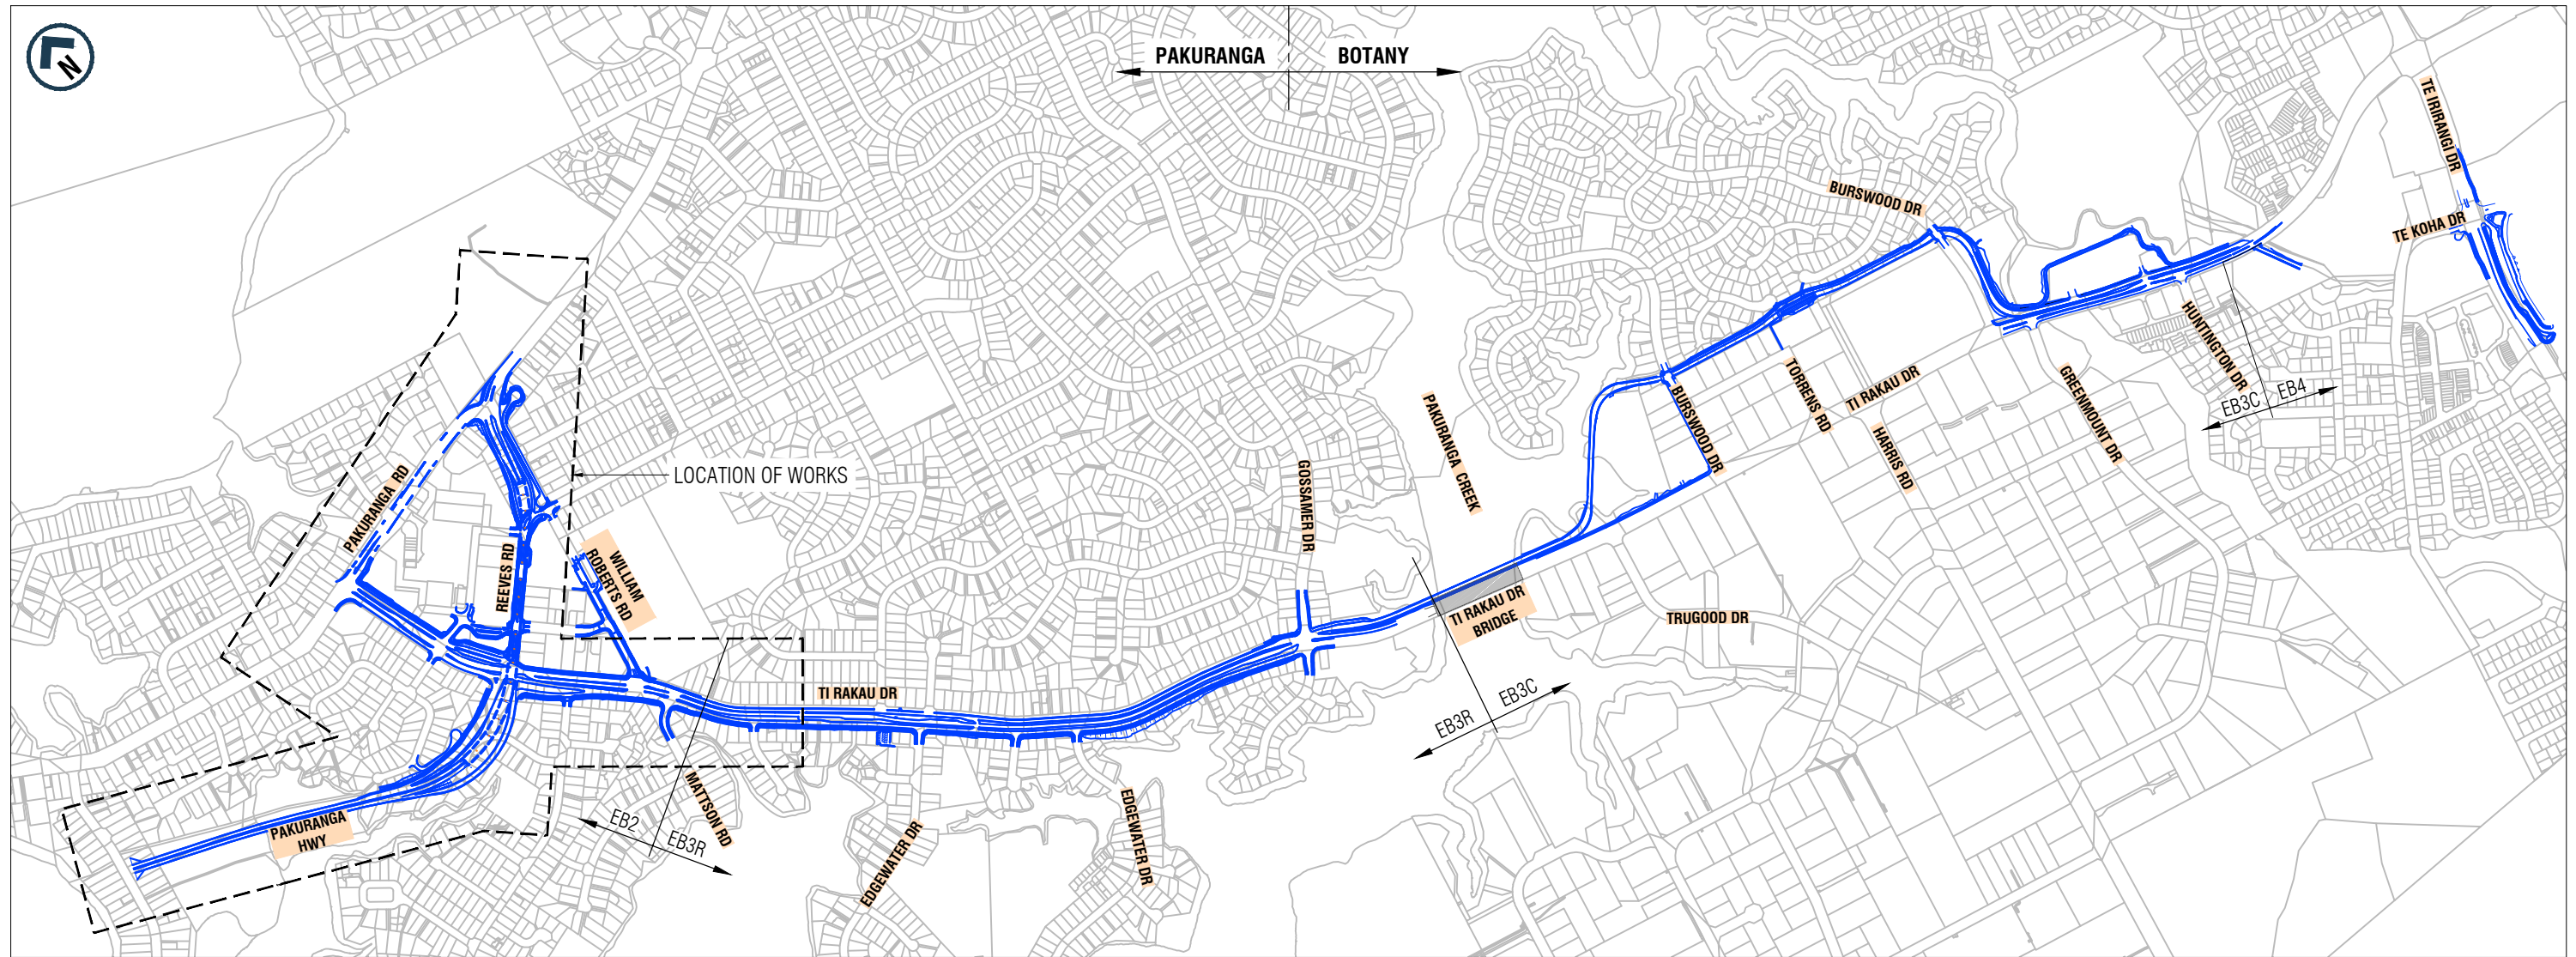 N
PAKURANGA
BOTANY
TE IRIRANGI DR
BURSWOOD DR
TE KOHA DR
HUNTINGTON DR
EB3C
EB4
TORRENS RD
TI RAKAU DR
GREENMOUNT DR
BURSWOOD DR
HARRIS RD
PAKURANGA CREEK
GOSSAMER DR
PAKURANGA RD
LOCATION OF WORKS
REEVES RD
WILLIAM
ROBERTS RD
TI RAKAU DR
BRIDGE
TRUGOOD DR
TI RAKAU DR
EB3R
EB3C
MATTSON RD
EDGEWATER DR
EDGEWATER DR
PAKURANGA
HWY
EB2
EB3R